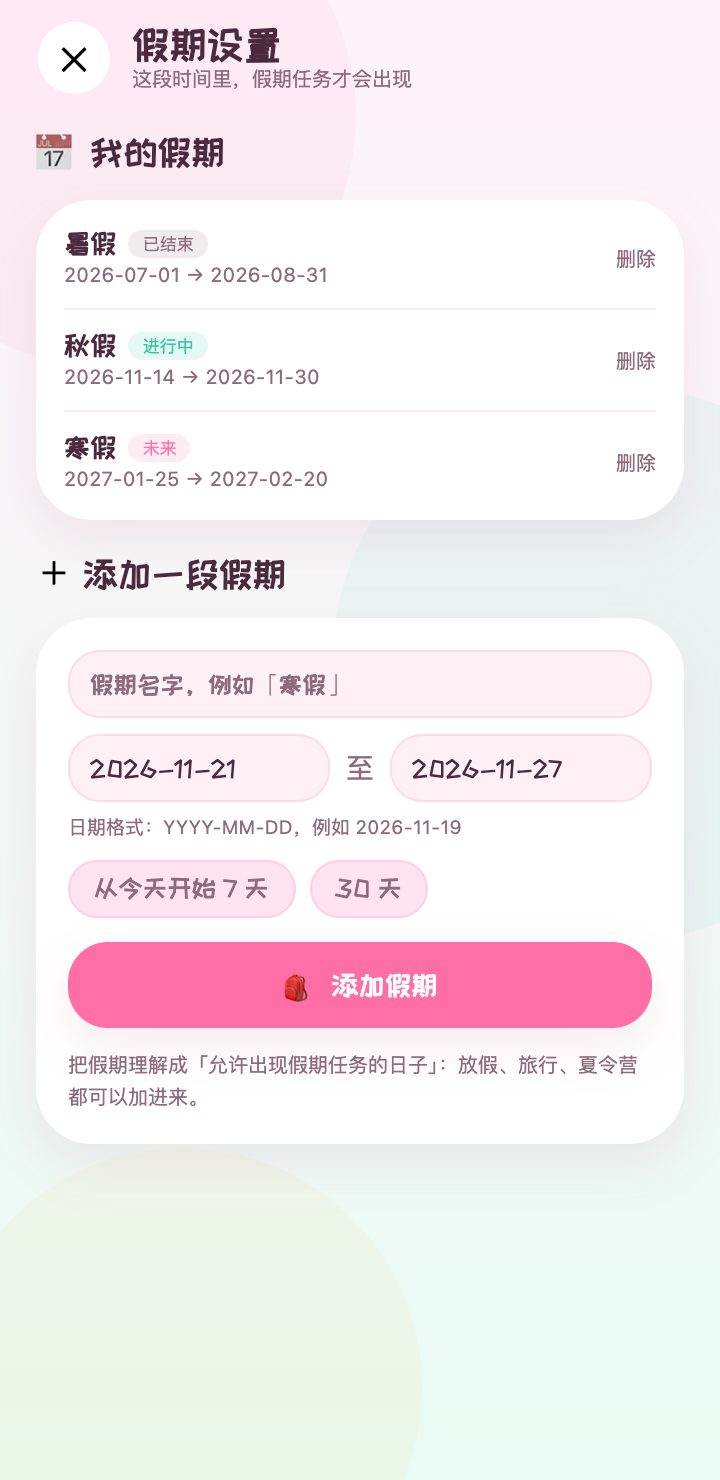 假期设置
这段时间里，假期任务才会出现
JUL
17
我的假期
暑假 已结束
2026-07-01 → 2026-08-31
删除
秋假 进行中
2026-11-14 → 2026-11-30
删除
寒假 未来
2027-01-25 → 2027-02-20
删除
+ 添加一段假期
假期名字，例如「寒假」
2026-11-21 至 2026-11-27
日期格式：YYYY-MM-DD，例如 2026-11-19
从今天开始 7 天 30 天
添加假期
把假期理解成「允许出现假期任务的日子」：放假、旅行、夏令营
都可以加进来。